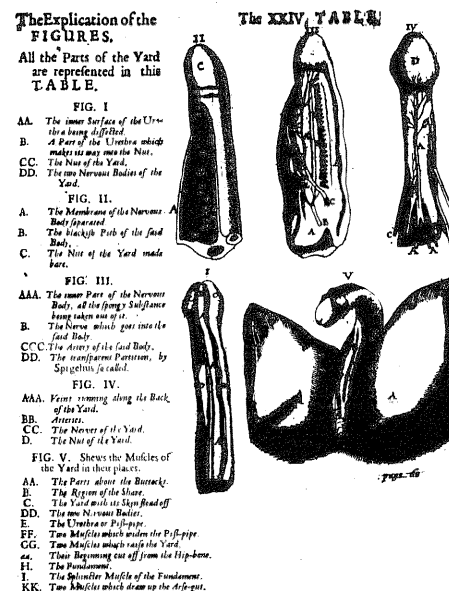 The Explication of the
FIGURES.
All the Parts of the Yard
are represented in this
TABLE.
FIG. I
AA. The inner Surface of the Ure-
thra being dissected.
B. A Part of the Urethra which
makes its way into the Nut.
CC. The Nut of the Yard.
DD. The two Nervous Bodies of the
Yard.
FIG. II.
A. The Membrane of the Nervous
Body separated
B. The blackish Pith of the said
Body.
C. The Nut of the Yard made
bare.
FIG. III.
AAA. The inner Part of the Nervous
Body, all the spongy Substance
being taken out of it.
B. The Nerve which goes into the
said Body.
CCC. The Artery of the said Body.
DD. The transparent Partition, by
Spigelius so called.
FIG. IV.
AAA. Veins running along the Back
of the Yard.
BB. Arteries.
CC. The Nerves of the Yard.
D. The Nut of the Yard.
FIG. V. Shews the Muscles of
the Yard in their places.
AA. The Parts about the Buttocks.
B. The Region of the Share.
C. The Yard with its Skin flead off
DD. The two Nervous Bodies.
E. The Urethra or Piss-pipe.
FF. Two Muscles which widen the Piss-pipe.
GG. Two Muscles which raise the Yard.
aa. Their Beginning cut off from the Hip-bone.
H. The Fundament.
I. The Sphincter Muscle of the Fundament.
KK. Two Muscles which draw up the Arse-gut.
The XXIV. TABLE.
II
III
IV
C
D
A
A
C
B
A
A
C
A
A
I
V
A
A
page